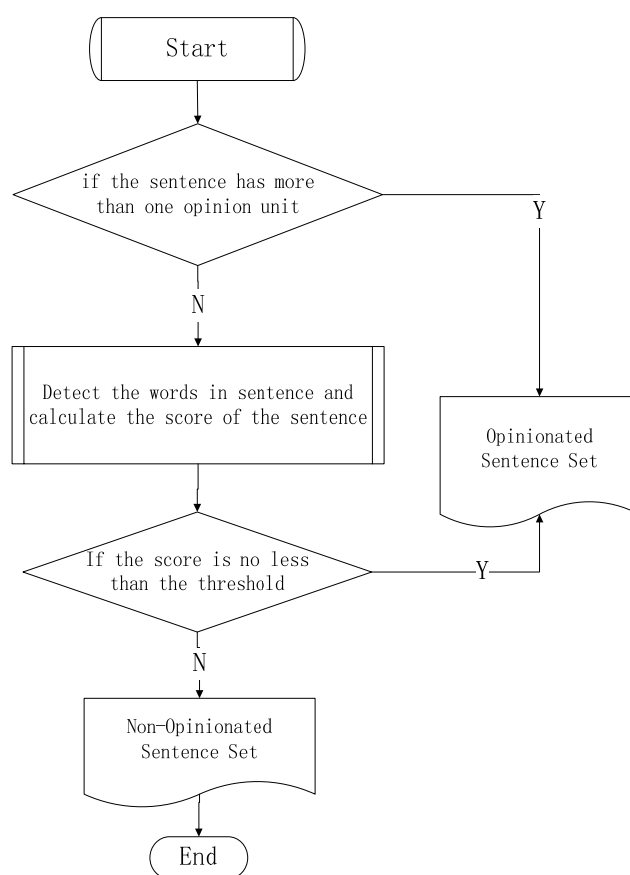 Start
if the sentence has more
than one opinion unit
Y
N
Detect the words in sentence and
calculate the score of the sentence
Opinionated
Sentence Set
If the score is no less
than the threshold
Y
N
Non-Opinionated
Sentence Set
End